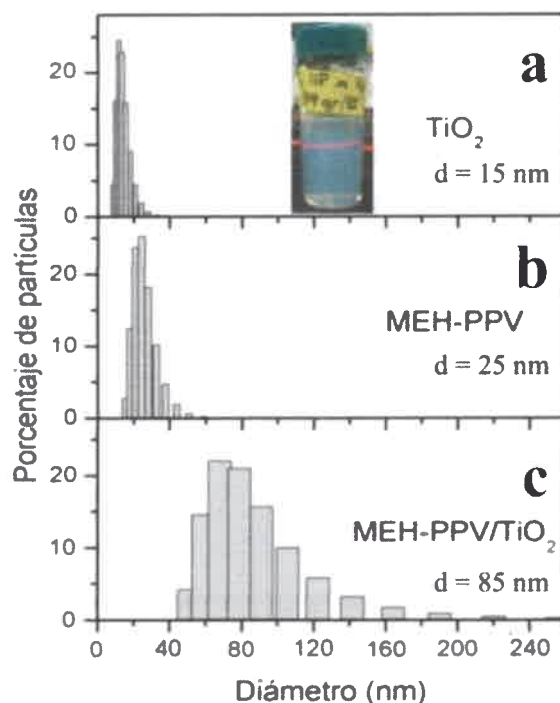 Porcentaje de partículas
20
10
0
a
TiO₂
d = 15 nm
20
10
0
b
MEH-PPV
d = 25 nm
20
10
0
c
MEH-PPV/TiO₂
d = 85 nm
0 40 80 120 160 200 240
Diámetro (nm)